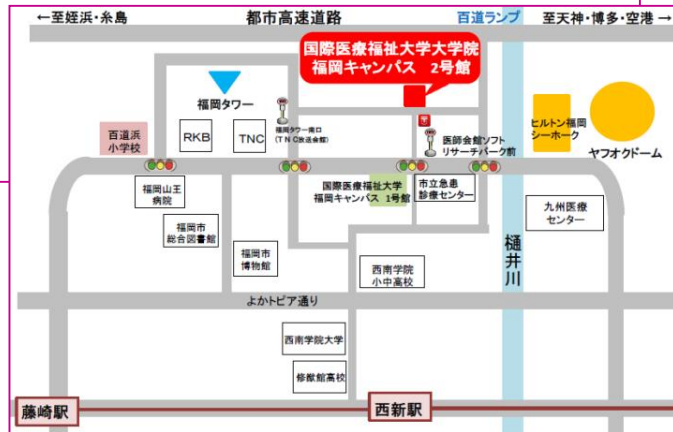 ←至姪浜・糸島
都市高速道路
百道ランプ
至天神・博多・空港→
国際医療福祉大学大学院
福岡キャンパス 2号館
福岡タワー
百道浜
小学校
RKB
TNC
福岡タワー南口
(TNC放送会館)
医師会館ソフト
リサーチパーク前
ヒルトン福岡
シーホーク
ヤフオクドーム
福岡山王
病院
国際医療福祉大学
福岡キャンパス 1号館
市立急患
診療センター
福岡市
総合図書館
福岡市
博物館
西南学院
小中高校
九州医療
センター
樋井川
よかトピア通り
西南学院大学
修猷館高校
藤崎駅
西新駅